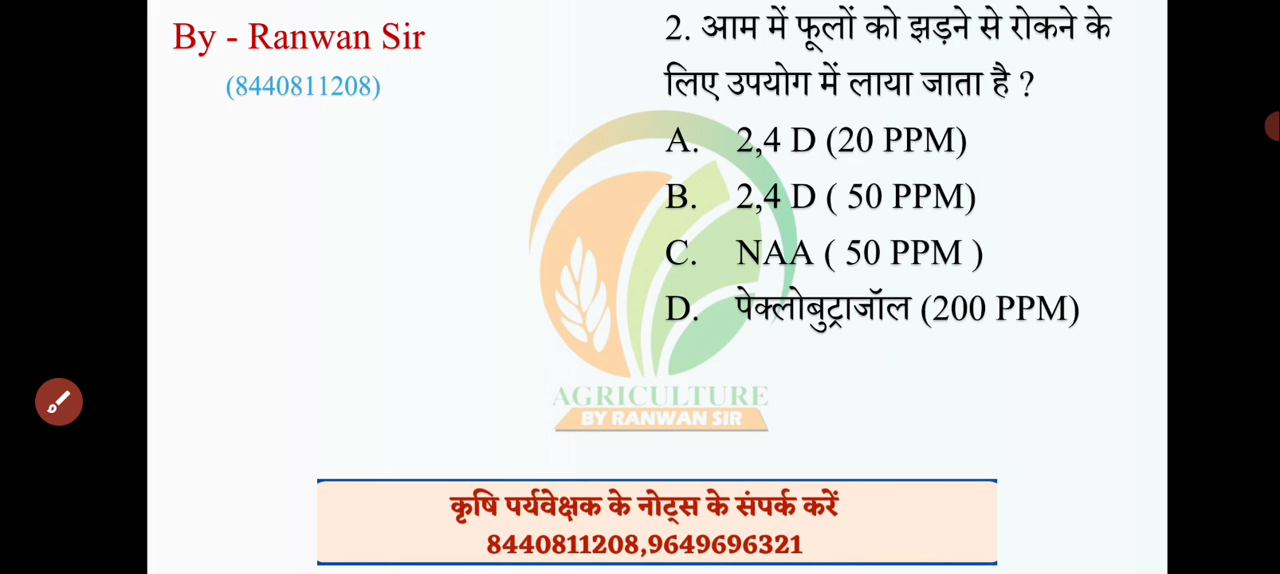 By - Ranwan Sir
(8440811208)
2. आम में फूलों को झड़ने से रोकने के
लिए उपयोग में लाया जाता है ?
A. 2,4 D (20 PPM)
B. 2,4 D ( 50 PPM)
C. NAA ( 50 PPM )
D. पेक्लोबुट्राजॉल (200 PPM)
AGRICULTURE
BY RANWAN SIR
कृषि पर्यवेक्षक के नोट्स के संपर्क करें
8440811208,9649696321